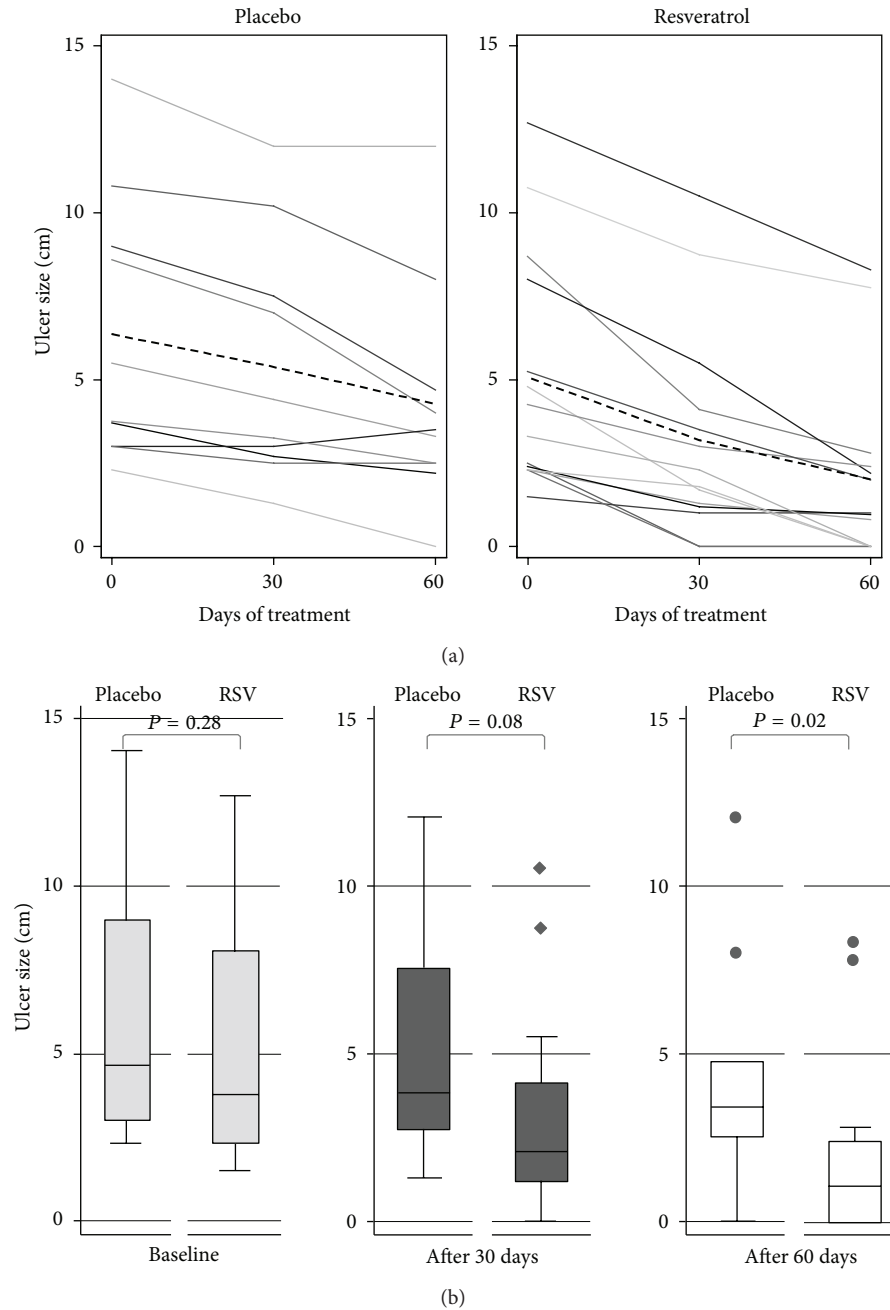 Placebo Resveratrol
15 15
10 10
Ulcer size (cm)
5 5
0 0
0 30 60 0 30 60
Days of treatment Days of treatment
(a)
Placebo RSV Placebo RSV Placebo RSV
15 15 15
P = 0.28 P = 0.08 P = 0.02
10 10 10
Ulcer size (cm)
5 5 5
0 0 0
Baseline After 30 days After 60 days
(b)